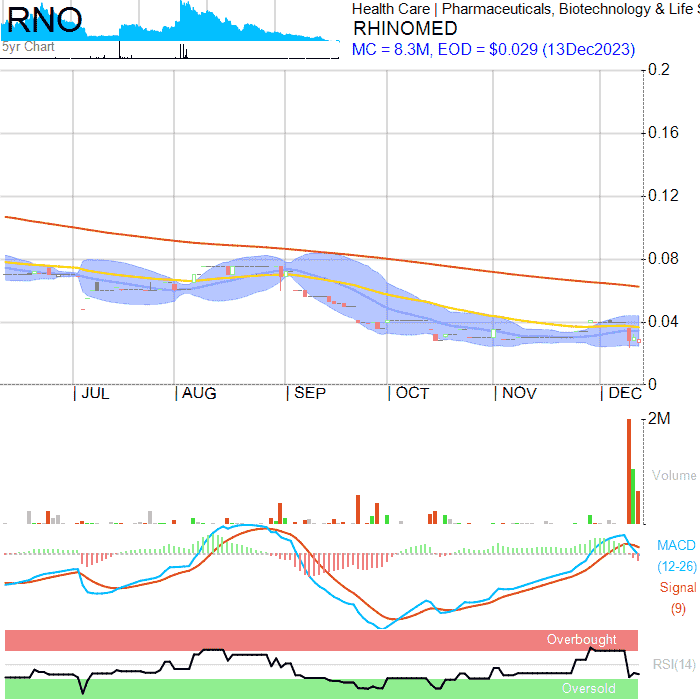 RNO
5yr Chart
Health Care | Pharmaceuticals, Biotechnology & Life
RHINOMED
MC = 8.3M, EOD = $0.029 (13Dec2023)
0.2
0.16
0.12
0.08
0.04
0
| JUL | AUG | SEP | OCT | NOV | DEC
2M
Volume
MACD
(12-26)
Signal
(9)
Overbought
RSI(14)
Oversold